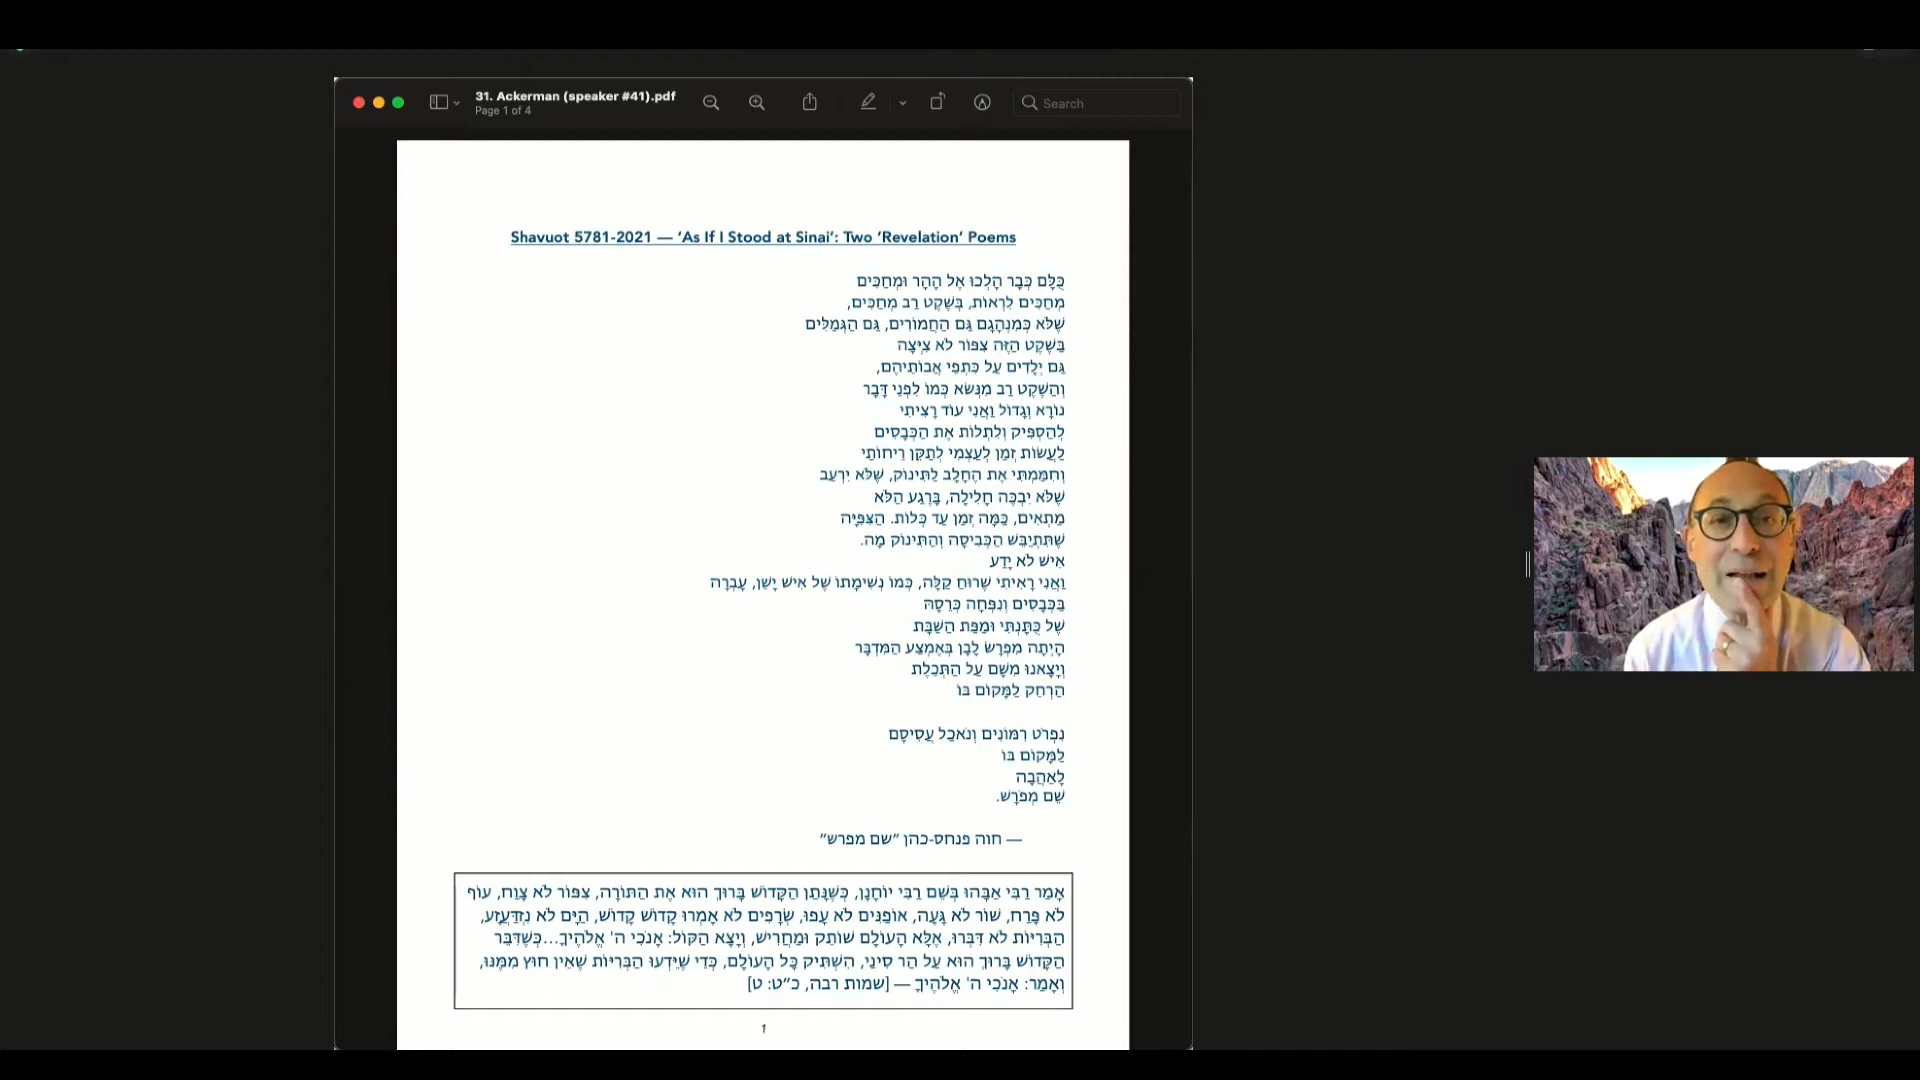 31. Ackerman (speaker #41).pdf
Page 1 of 4
Search
Shavuot 5781-2021 — ‘As If I Stood at Sinai’: Two ‘Revelation’ Poems
כֻּלָּם כְּבָר הָלְכוּ אֶל הָהָר וּמְחַכִּים
מְחַכִּים לִרְאוֹת, בְּשֶׁקֶט רַב מְחַכִּים,
שֶׁלֹּא כְּמִנְהָגָם גַּם הַחֲמוֹרִים, גַּם הַגְּמַלִּים
בַּשֶּׁקֶט הַזֶּה צִפּוֹר לֹא צִיְּצָה
גַּם יְלָדִים עַל כִּתְפֵי אֲבוֹתֵיהֶם,
וְהַשֶּׁקֶט רַב מִנְּשֹׂא כְּמוֹ לִפְנֵי דָּבָר
נוֹרָא וְגָדוֹל וַאֲנִי עוֹד רָצִיתִי
לְהַסְפִּיק וְלִתְלוֹת אֶת הַכְּבָסִים
לַעֲשׂוֹת זְמַן לְעַצְמִי לְתַקֵּן רֵיחוֹתַי
וְחִמַּמְתִּי אֶת הֶחָלָב לַתִּינוֹק, שֶׁלֹּא יִרְעַב
שֶׁלֹּא יִבְכֶּה חָלִילָה, בָּרֶגַע הַלֹּא
מַתְאִים, כַּמָּה זְמַן עַד כְּלוֹת. הַצִּפִּיָּה
שֶׁתִּתְיַבֵּשׁ הַכְּבִיסָה וְהַתִּינוֹק מָה.
אִישׁ לֹא יָדַע
וַאֲנִי רָאִיתִי שֶׁרוּחַ קַלָּה, כְּמוֹ נְשִׁימָתוֹ שֶׁל אִישׁ יָשֵׁן, עָבְרָה
בַּכְּבָסִים וְנִפְּחָה כְּרֵסָהּ
שֶׁל כֻּתָּנְתִּי וּמַפַּת הַשַּׁבָּת
הָיְתָה מִפְרָשׂ לָבָן בְּאֶמְצַע הַמִּדְבָּר
וְיָצָאנוּ מִשָּׁם עַל הַתְּכֵלֶת
הַרְחֵק לַמָּקוֹם בּוֹ
נִפְרֹט רִמּוֹנִים וְנֹאכַל עֲסִיסָם
לַמָּקוֹם בּוֹ
לָאַהֲבָה
שֵׁם מְפֹרָשׁ.
— חוה פנחס-כהן ״שם מפרש״
אָמַר רַבִּי אַבָּהוּ בְּשֵׁם רַבִּי יוֹחָנָן, כְּשֶׁנָּתַן הַקָּדוֹשׁ בָּרוּךְ הוּא אֶת הַתּוֹרָה, צִפּוֹר לֹא צָוַח, עוֹף
לֹא פָּרַח, שׁוֹר לֹא גָּעָה, אוֹפַנִּים לֹא עָפוּ, שְׂרָפִים לֹא אָמְרוּ קָדוֹשׁ קָדוֹשׁ, הַיָּם לֹא נִזְדַּעֲזָע,
הַבְּרִיּוֹת לֹא דִּבְּרוּ, אֶלָּא הָעוֹלָם שׁוֹתֵק וּמַחֲרִישׁ, וְיָצָא הַקּוֹל: אָנֹכִי ה' אֱלֹהֶיךָ...כְּשֶׁדִּבֵּר
הַקָּדוֹשׁ בָּרוּךְ הוּא עַל הַר סִינַי, הִשְׁתִּיק כָּל הָעוֹלָם, כְּדֵי שֶׁיֵּדְעוּ הַבְּרִיּוֹת שֶׁאֵין חוּץ מִמֶּנּוּ,
וְאָמַר: אָנֹכִי ה' אֱלֹהֶיךָ — [שמות רבה, כ״ט: ט]
1